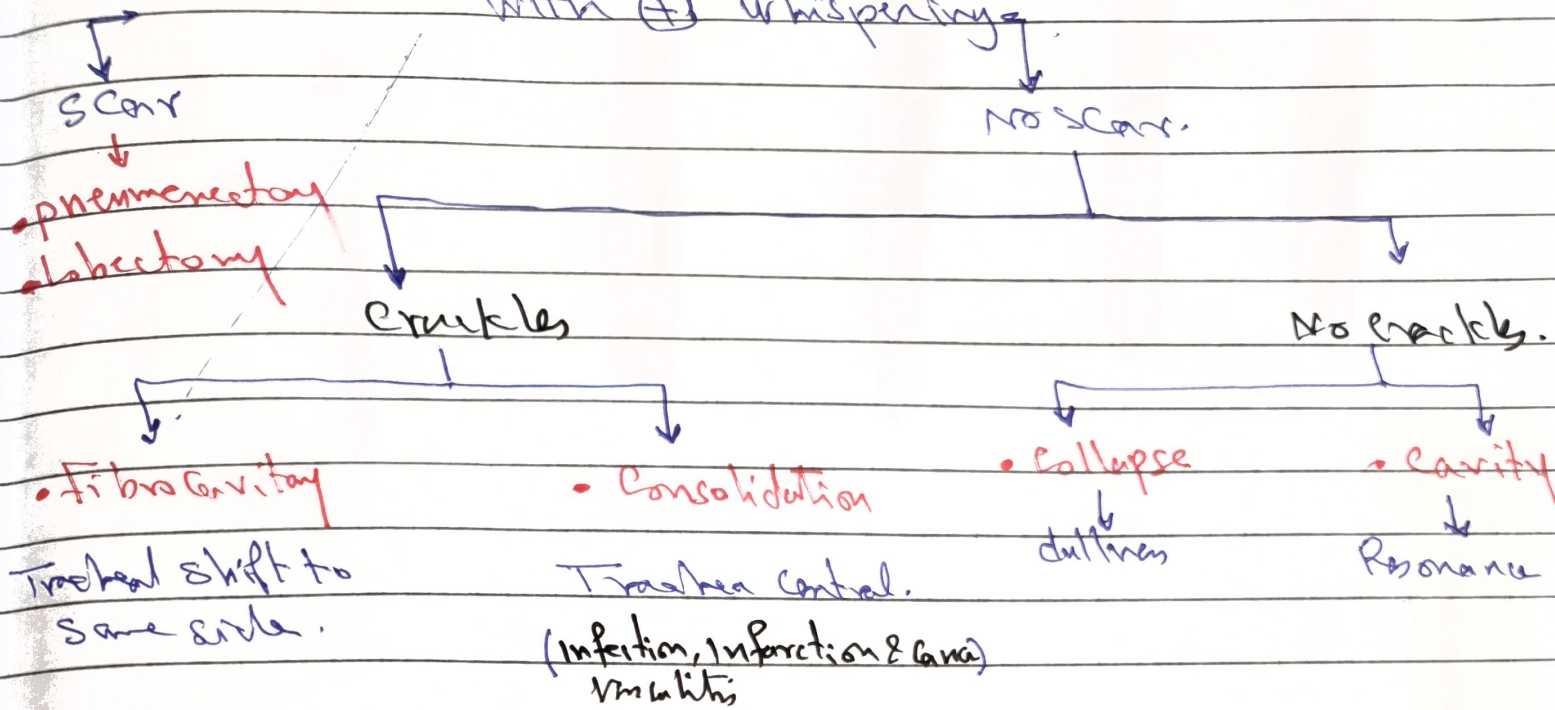 with (+) whispering
Scar
No Scar.
• pneumonectomy
• Lobectomy
Crackles
No crackles.
• Fibrocavitary
• Consolidation
• Collapse
• Cavity
dullness
Resonance
Tracheal shift to
same side.
Trachea central.
(Infection, Infarction &
vasculitis